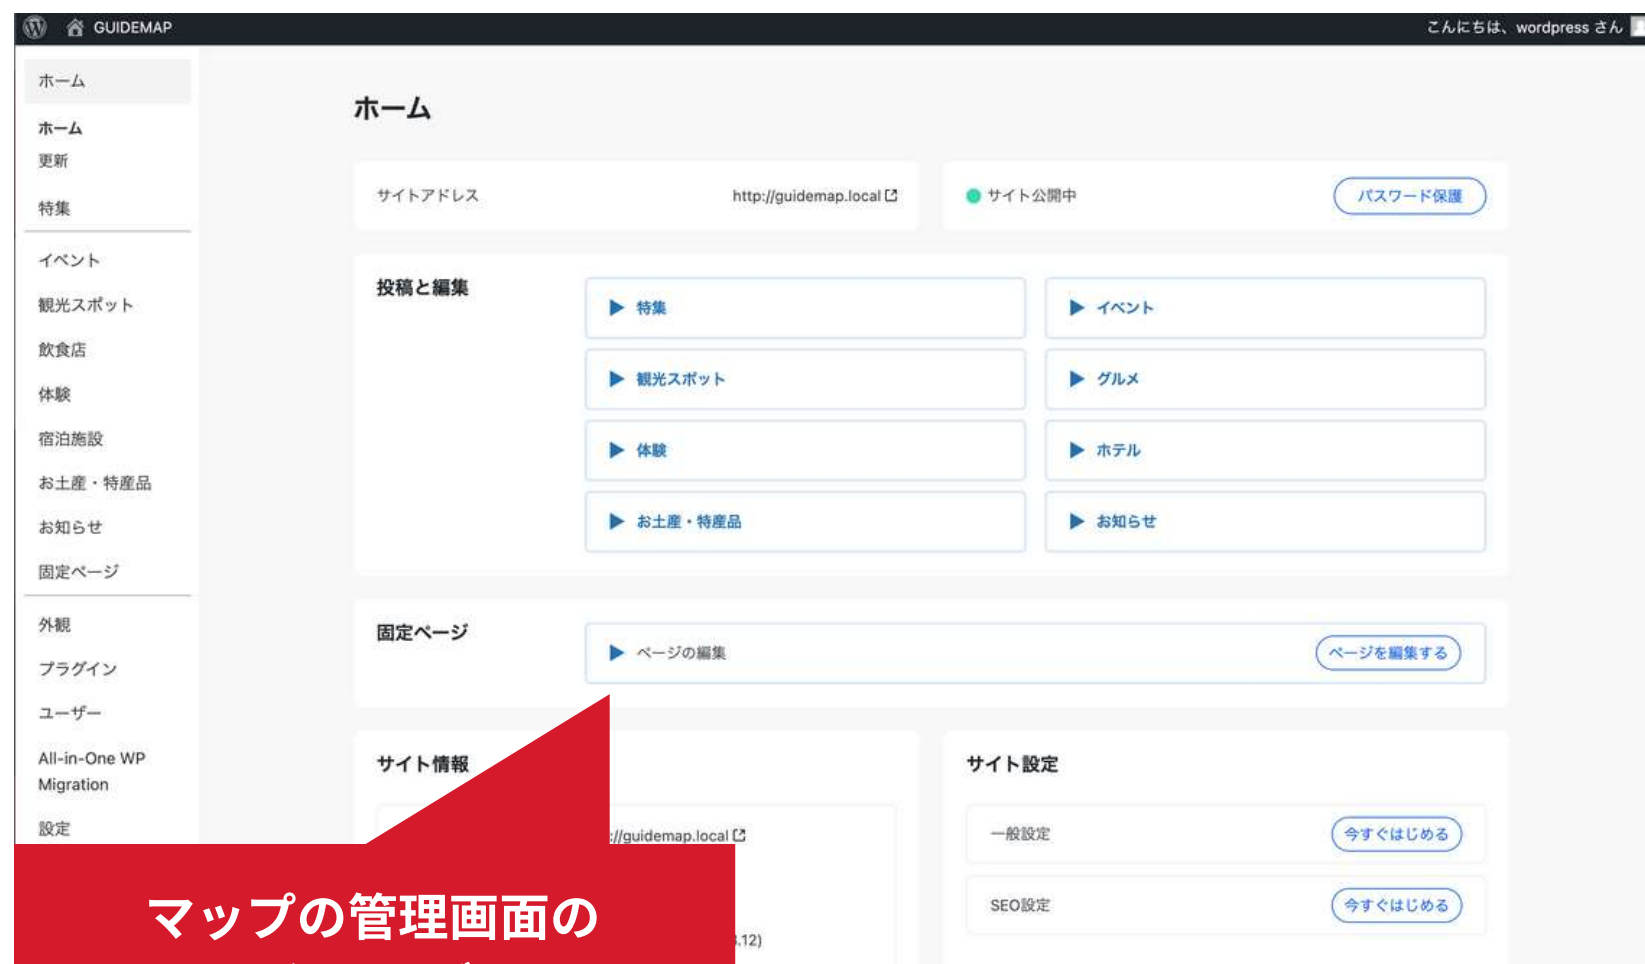 GUIDEMAP
こんにちは、wordpress さん
ホーム
ホーム
更新
特集
イベント
観光スポット
飲食店
体験
宿泊施設
お土産・特産品
お知らせ
固定ページ
外観
プラグイン
ユーザー
All-in-One WP
Migration
設定
ホーム
サイトアドレス
http://guidemap.local
サイト公開中
パスワード保護
投稿と編集
特集
イベント
観光スポット
グルメ
体験
ホテル
お土産・特産品
お知らせ
固定ページ
ページの編集
ページを編集する
サイト情報
://guidemap.local
.12)
サイト設定
一般設定
今すぐはじめる
SEO設定
今すぐはじめる
マップの管理画面の